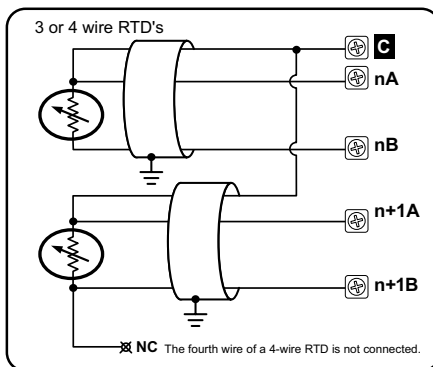 3 or 4 wire RTD's
C
nA
nB
n+1A
n+1B
NC The fourth wire of a 4-wire RTD is not connected.